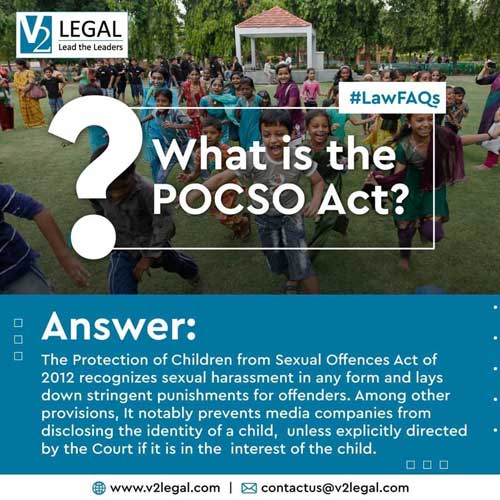 V2 LEGAL
Lead the Leaders
#LawFAQs
? What is the
POCSO Act?
Answer:
The Protection of Children from Sexual Offences Act of
2012 recognizes sexual harassment in any form and lays
down stringent punishments for offenders. Among other
provisions, It notably prevents media companies from
disclosing the identity of a child, unless explicitly directed
by the Court if it is in the interest of the child.
www.v2legal.com | contactus@v2legal.com